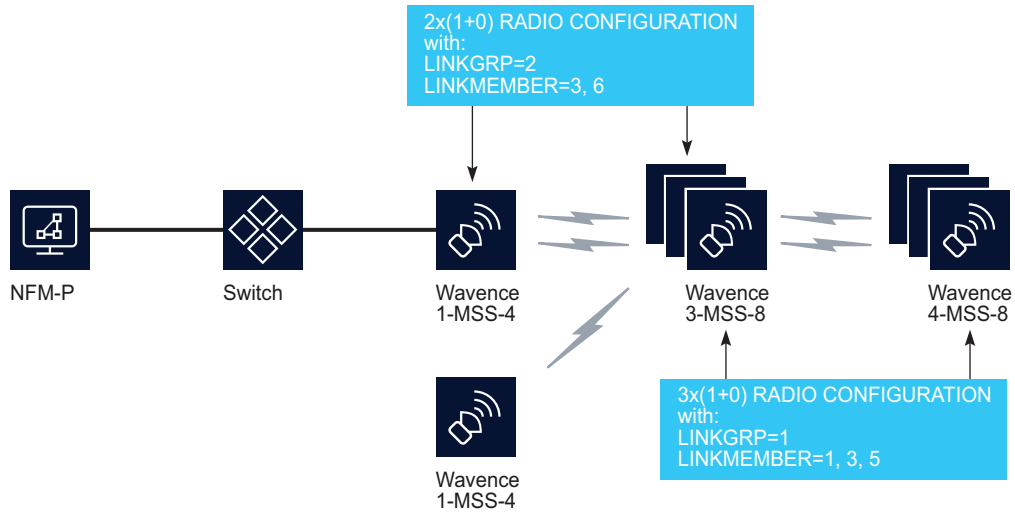 2x(1+0) RADIO CONFIGURATION
with:
LINKGRP=2
LINKMEMBER=3, 6
NFM-P
Switch
Wavence
1-MSS-4
Wavence
3-MSS-8
Wavence
4-MSS-8
Wavence
1-MSS-4
3x(1+0) RADIO CONFIGURATION
with:
LINKGRP=1
LINKMEMBER=1, 3, 5